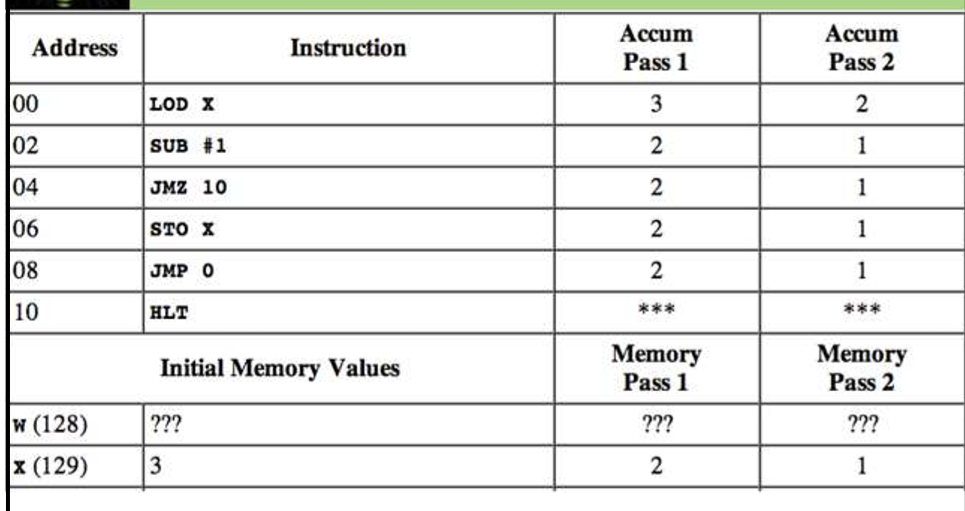 Address Instruction Accum Pass 1 Accum Pass 2
00 LOD X 3 2
02 SUB #1 2 1
04 JMZ 10 2 1
06 STO X 2 1
08 JMP 0 2 1
10 HLT *** ***
Initial Memory Values Memory Pass 1 Memory Pass 2
W (128) ??? ??? ???
X (129) 3 2 1